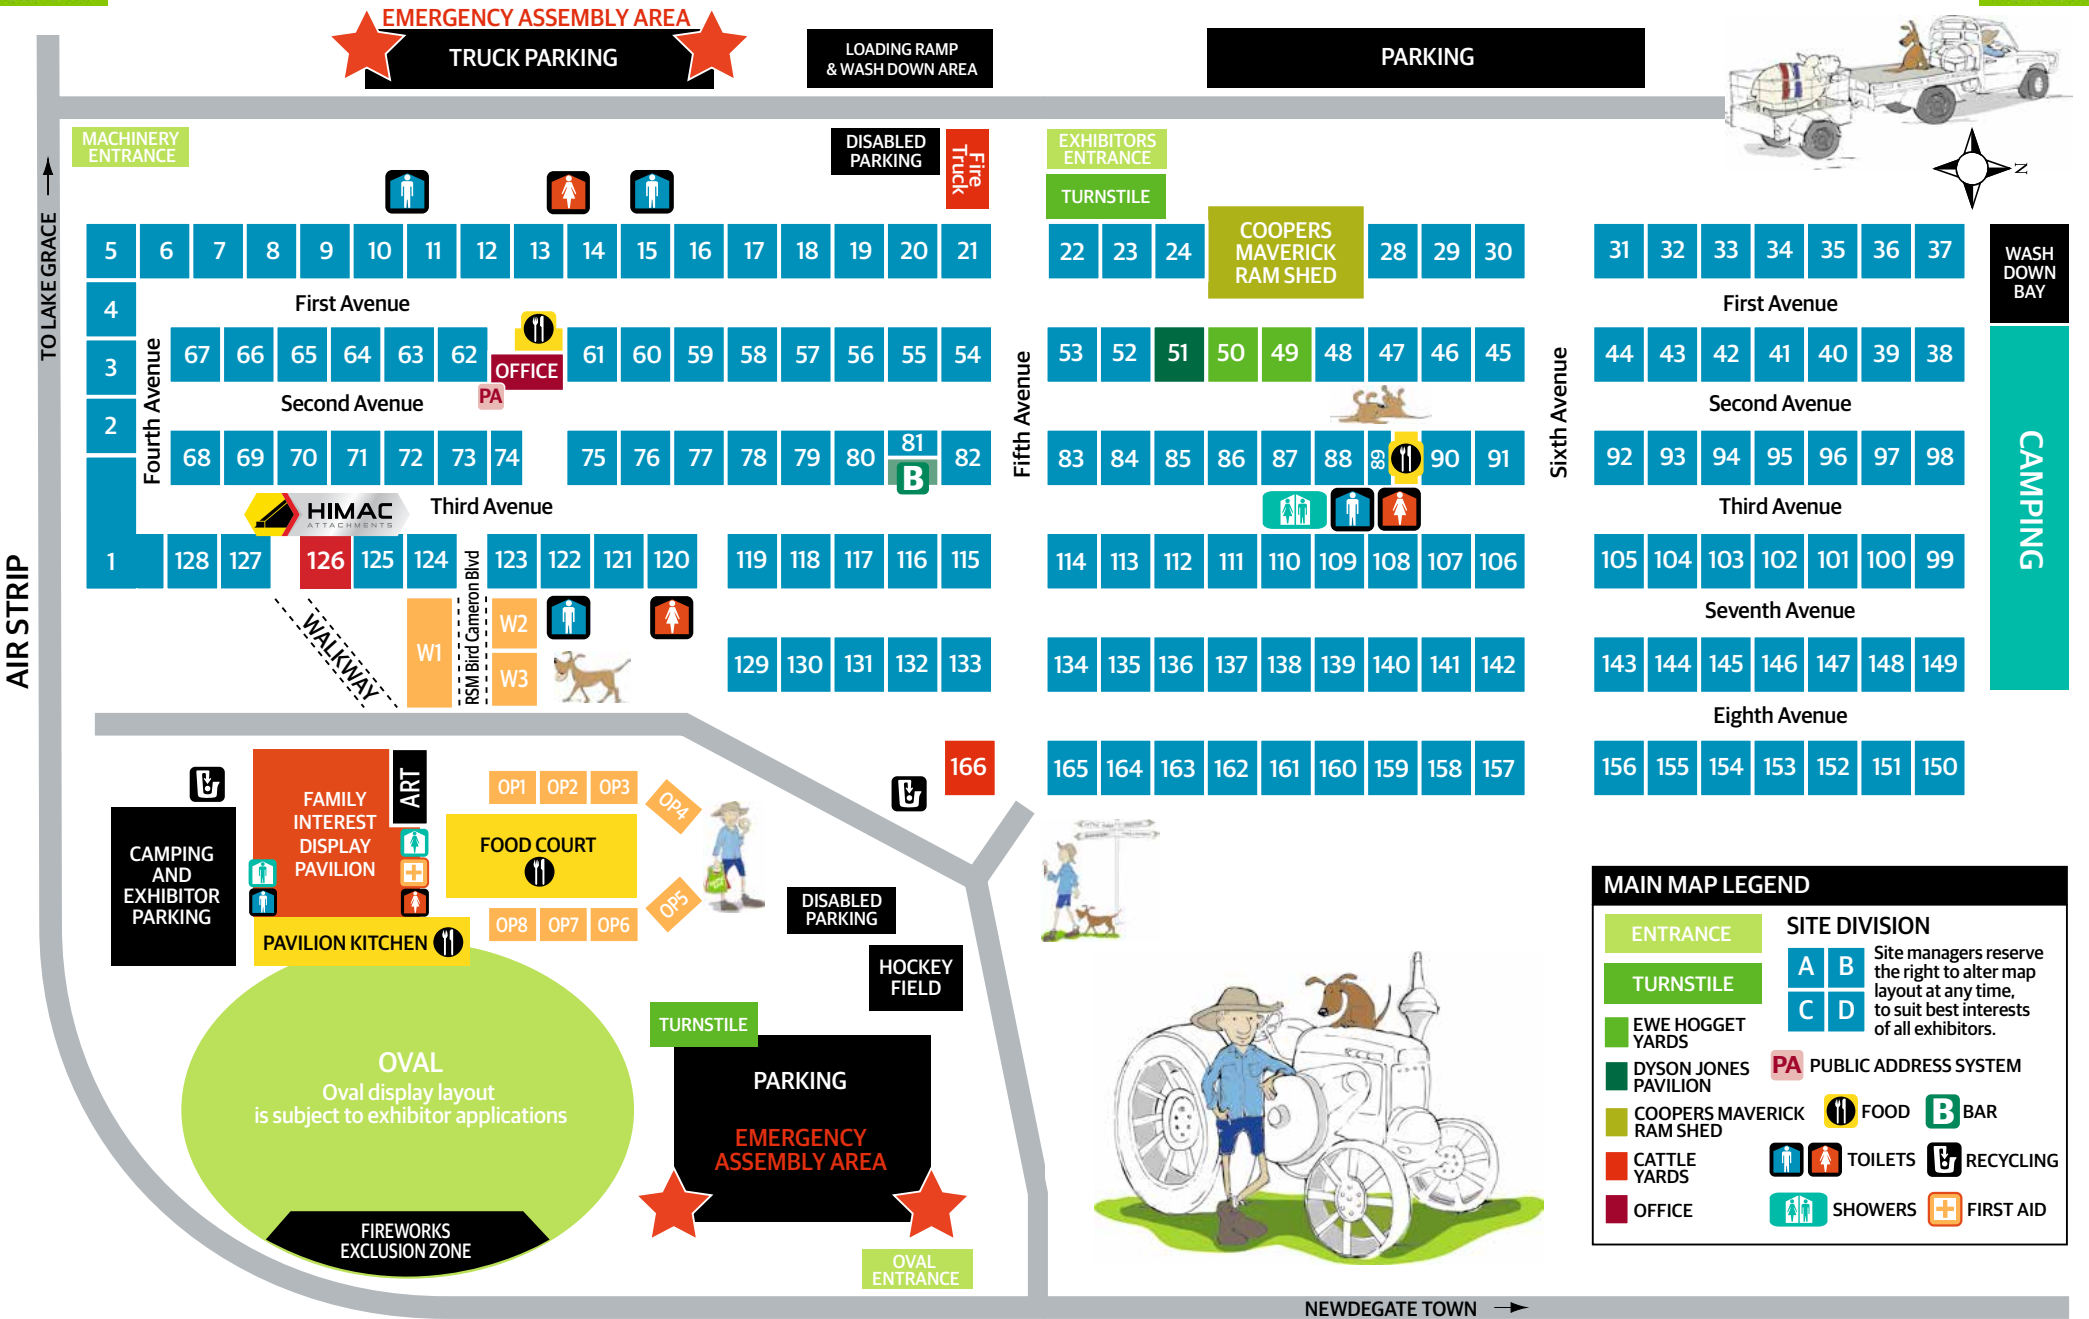 EMERGENCY ASSEMBLY AREA
TRUCK PARKING
LOADING RAMP
& WASH DOWN AREA
PARKING
MACHINERY
ENTRANCE
DISABLED
PARKING
Fire
Truck
EXHIBITORS
ENTRANCE
TURNSTILE
N
TO LAKE GRACE
AIR STRIP
5 6 7 8 9 10 11 12 13 14 15 16 17 18 19 20 21
22 23 24
COOPERS
MAVERICK
RAM SHED
28 29 30
31 32 33 34 35 36 37
WASH
DOWN
BAY
4
First Avenue
First Avenue
3
Fourth Avenue
67 66 65 64 63 62
OFFICE
61 60 59 58 57 56 55 54
Fifth Avenue
53 52 51 50 49 48 47 46 45
Sixth Avenue
44 43 42 41 40 39 38
PA
2
Second Avenue
Second Avenue
68 69 70 71 72 73 74
75 76 77 78 79 80 81 82
B
83 84 85 86 87 88 89 90 91
92 93 94 95 96 97 98
CAMPING
HIMAC
ATTACHMENTS
Third Avenue
Third Avenue
1
128 127 126 125 124
RSM Bird Cameron Blvd
123 122 121 120
119 118 117 116 115
114 113 112 111 110 109 108 107 106
105 104 103 102 101 100 99
WALKWAY
W1
W2
W3
Seventh Avenue
129 130 131 132 133
134 135 136 137 138 139 140 141 142
143 144 145 146 147 148 149
Eighth Avenue
166
165 164 163 162 161 160 159 158 157
156 155 154 153 152 151 150
FAMILY
INTEREST
DISPLAY
PAVILION
ART
OP1 OP2 OP3
OP4
FOOD COURT
OP5
OP8 OP7 OP6
CAMPING
AND
EXHIBITOR
PARKING
PAVILION KITCHEN
DISABLED
PARKING
HOCKEY
FIELD
TURNSTILE
PARKING
EMERGENCY
ASSEMBLY AREA
OVAL
Oval display layout
is subject to exhibitor applications
FIREWORKS
EXCLUSION ZONE
OVAL
ENTRANCE
NEWDEGATE TOWN
MAIN MAP LEGEND
ENTRANCE
TURNSTILE
EWE HOGGET
YARDS
DYSON JONES
PAVILION
COOPERS MAVERICK
RAM SHED
CATTLE
YARDS
OFFICE
SITE DIVISION
A B
C D
Site managers reserve
the right to alter map
layout at any time,
to suit best interests
of all exhibitors.
PA PUBLIC ADDRESS SYSTEM
FOOD
B BAR
TOILETS
RECYCLING
SHOWERS
FIRST AID